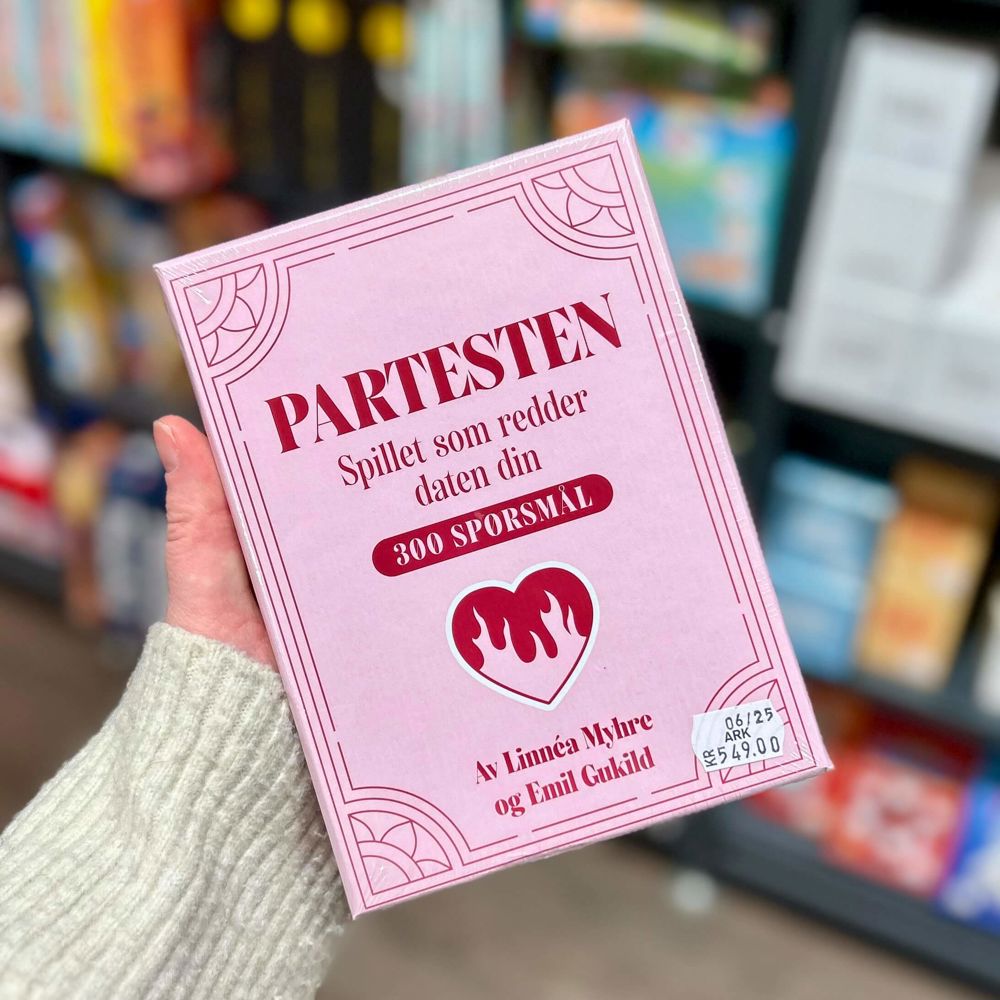 PARTESTEN
Spillet som redder
daten din
300 SPØRSMÅL
Av Linnéa Myhre
og Emil Gukild
06/25
ARK
KR 549.00